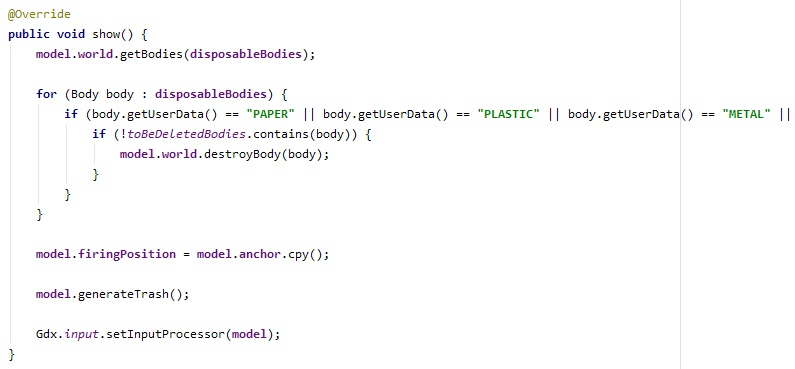 @Override
public void show() {
    model.world.getBodies(disposableBodies);

    for (Body body : disposableBodies) {
        if (body.getUserData() == "PAPER" || body.getUserData() == "PLASTIC" || body.getUserData() == "METAL" ||
            if (!toBeDeletedBodies.contains(body)) {
                model.world.destroyBody(body);
            }
        }
    }

    model.firingPosition = model.anchor.cpy();

    model.generateTrash();

    Gdx.input.setInputProcessor(model);
}